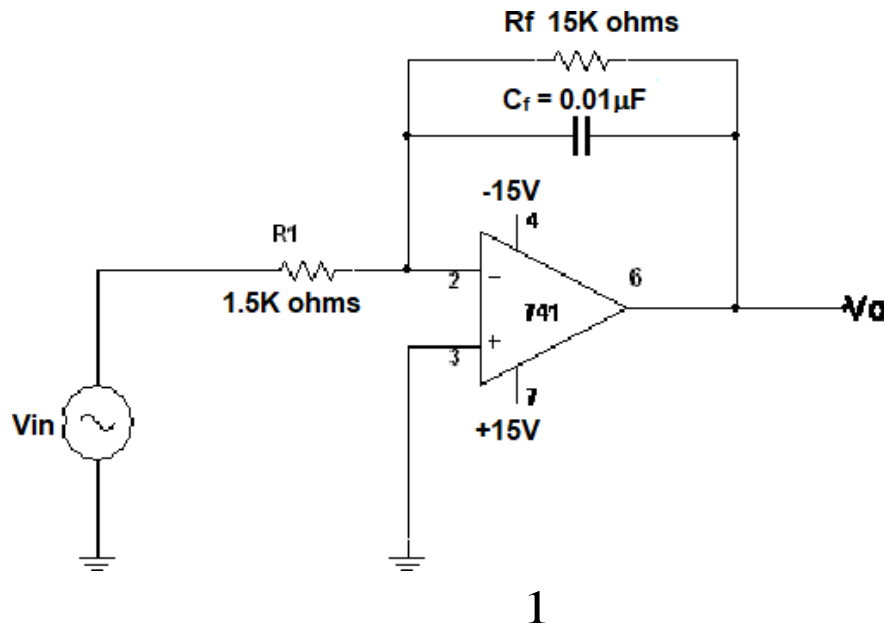 Rf 15K ohms
Cf = 0.01µF
-15V
4
R1
2
-
6
1.5K ohms
741
Vo
3
+
7
Vin
+15V
1